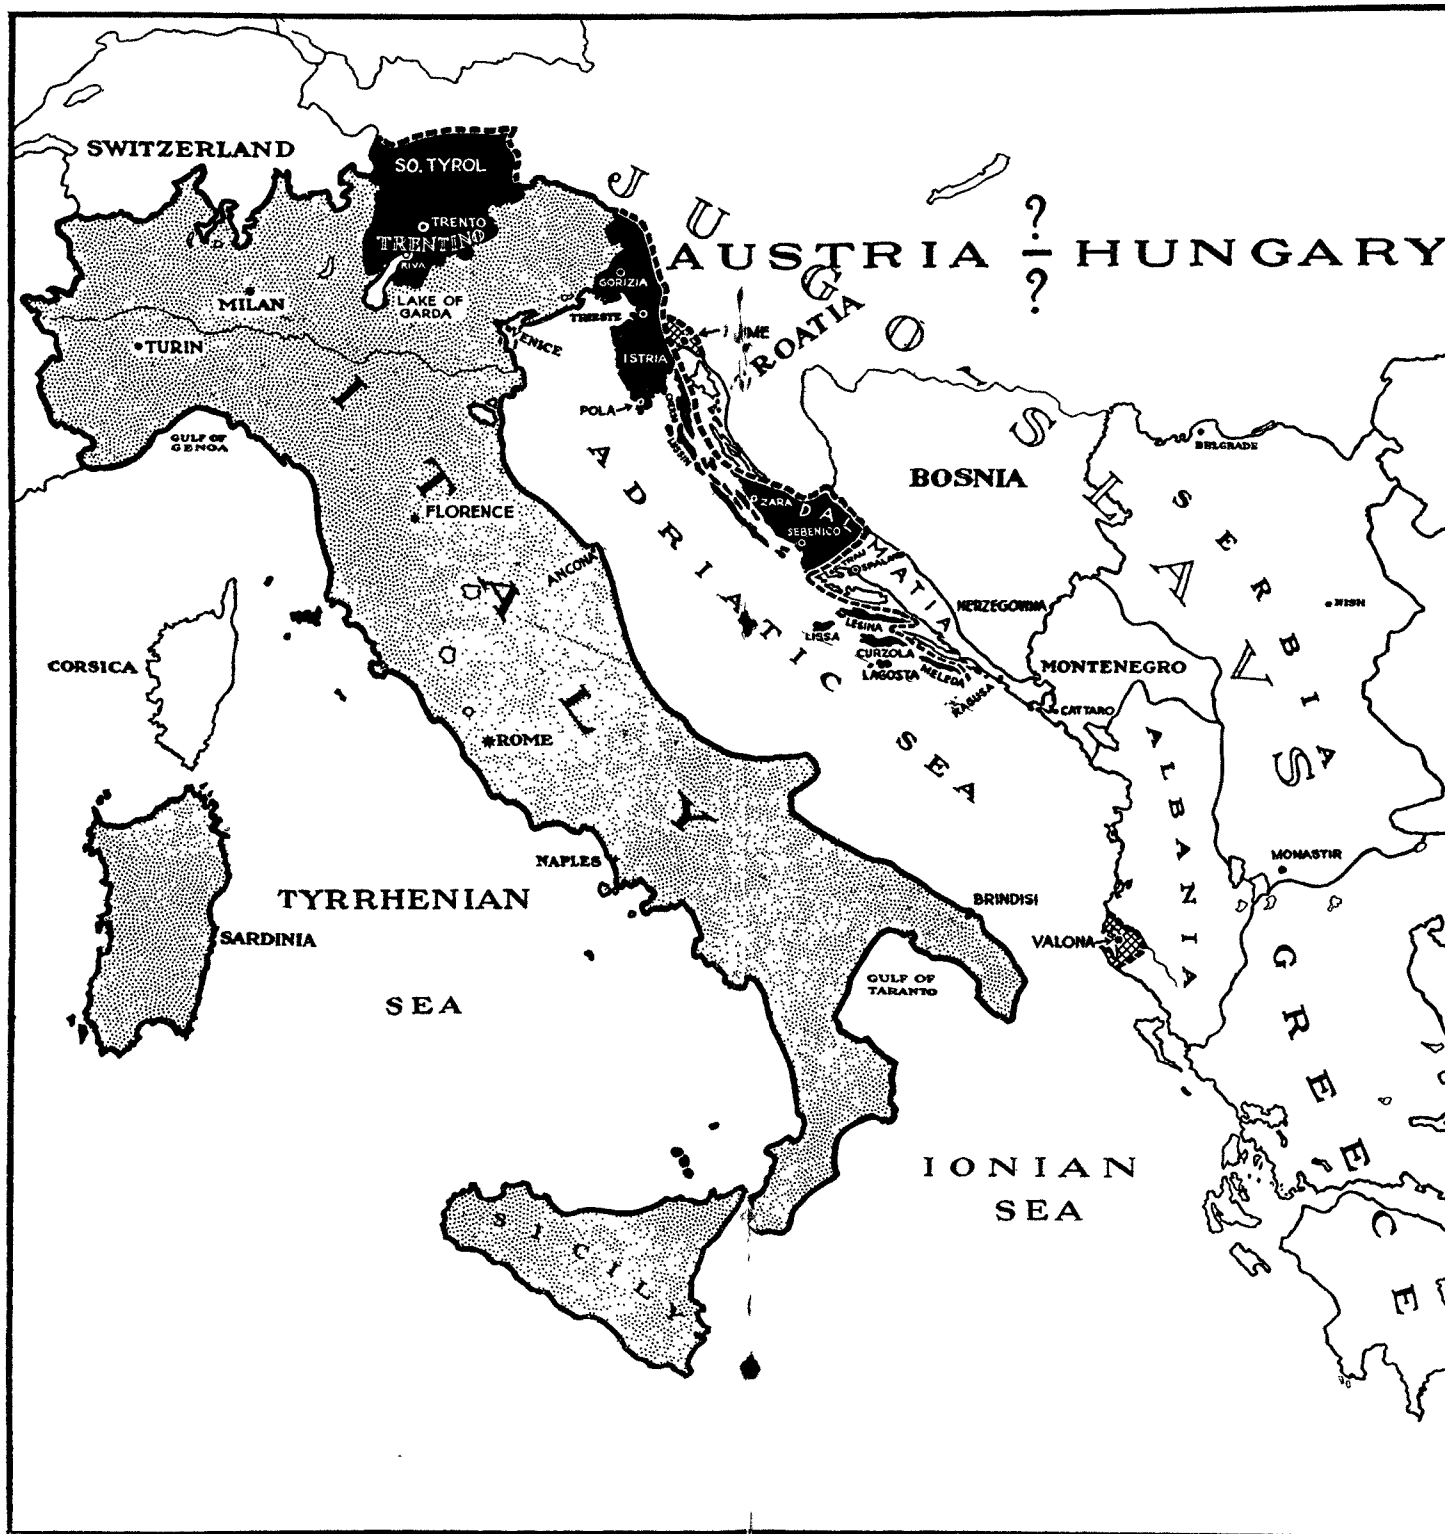 SWITZERLAND
SO. TYROL
TRENTO
TRENTINO
RIVA
LAKE OF
GARDA
MILAN
TURIN
VENICE
GORIZIA
TRIESTE
ISTRIA
POLA
JUGO-SLAVS
AUSTRIA - HUNGARY
?
?
CROATIA
GULF OF
GENOA
ITALY
FLORENCE
ANCONA
ADRIATIC SEA
ZARA
SEBENICO
DALMATIA
TRAU
SPALATO
BOSNIA
BELGRADE
SERBIA
NISH
HERZEGOVINA
LISSA
LESINA
CURZOLA
LAGOSTA
MELEDA
RAGUSA
MONTENEGRO
CATTARO
CORSICA
ROME
NAPLES
TYRRHENIAN
SEA
SARDINIA
ALBANIA
MONASTIR
BRINDISI
VALONA
GULF OF
TARANTO
GREECE
IONIAN
SEA
SICILY